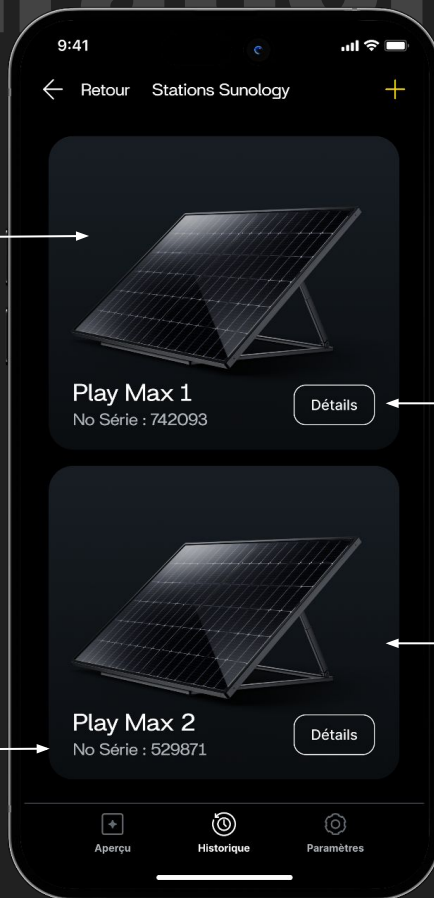 9:41
Retour Stations Sunology
Play Max 1
No Série : 742093
Détails
Play Max 2
No Série : 529871
Détails
Aperçu Historique Paramètres